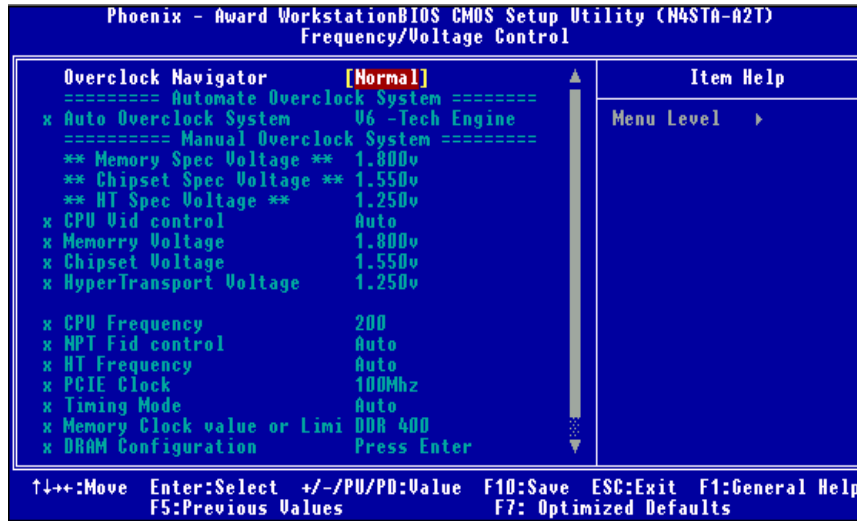 Phoenix - Award WorkstationBIOS CMOS Setup Utility (N4STA-A2T)
Frequency/Voltage Control
Overclock Navigator [Normal]
========= Automate Overclock System ========
x Auto Overclock System V6 -Tech Engine
========== Manual Overclock System =========
** Memory Spec Voltage ** 1.800v
** Chipset Spec Voltage ** 1.550v
** HT Spec Voltage ** 1.250v
x CPU Vid control Auto
x Memorry Voltage 1.800v
x Chipset Voltage 1.550v
x HyperTransport Voltage 1.250v
x CPU Frequency 200
x NPT Fid control Auto
x HT Frequency Auto
x PCIE Clock 100Mhz
x Timing Mode Auto
x Memory Clock value or Limi DDR 400
x DRAM Configuration Press Enter
Item Help
Menu Level ▸
↑↓→←:Move Enter:Select +/-/PU/PD:Value F10:Save ESC:Exit F1:General Help
F5:Previous Values F7: Optimized Defaults